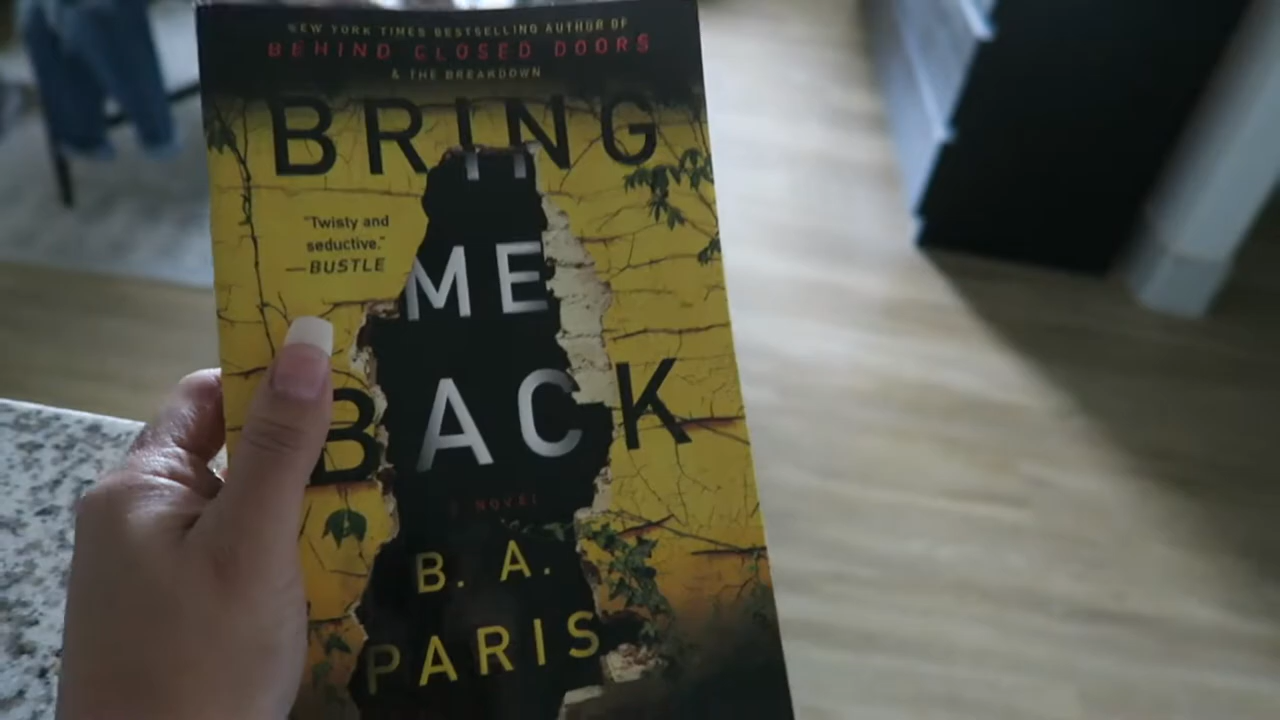 NEW YORK TIMES BESTSELLING AUTHOR OF
BEHIND CLOSED DOORS
& THE BREAKDOWN
BRING
"Twisty and
seductive."
—BUSTLE
ME
BACK
A NOVEL
B. A.
PARIS